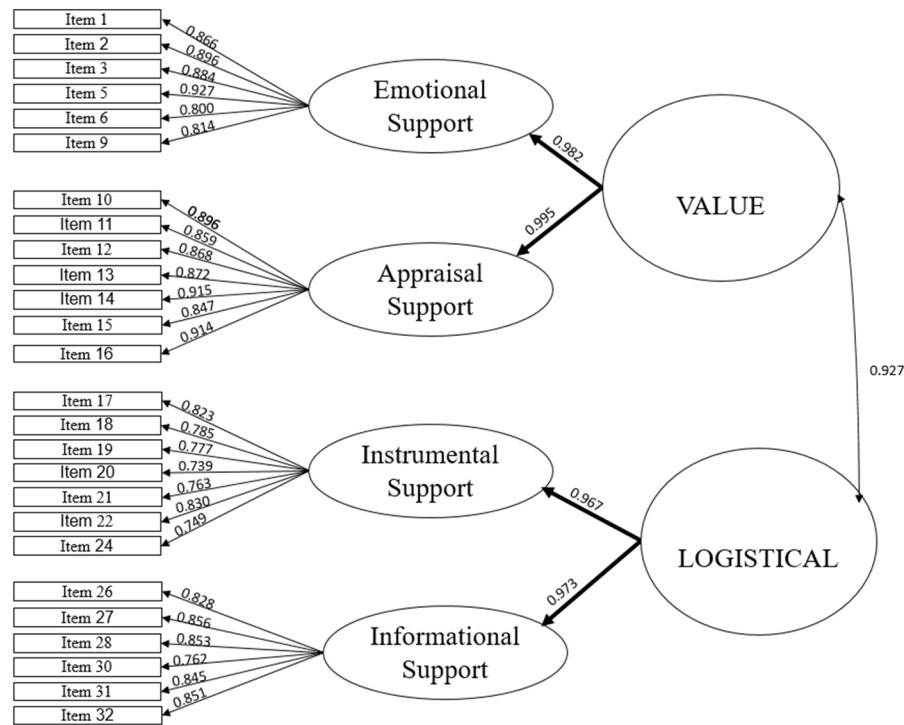 Item 1
Item 2
Item 3
Item 5
Item 6
Item 9
0.866
0.896
0.884
0.927
0.800
0.814
Emotional
Support
Item 10
Item 11
Item 12
Item 13
Item 14
Item 15
Item 16
0.896
0.859
0.868
0.872
0.915
0.847
0.914
Appraisal
Support
0.982
0.995
VALUE
Item 17
Item 18
Item 19
Item 20
Item 21
Item 22
Item 24
0.823
0.785
0.777
0.739
0.763
0.830
0.749
Instrumental
Support
Item 26
Item 27
Item 28
Item 30
Item 31
Item 32
0.828
0.856
0.853
0.762
0.845
0.851
Informational
Support
0.967
0.973
LOGISTICAL
0.927